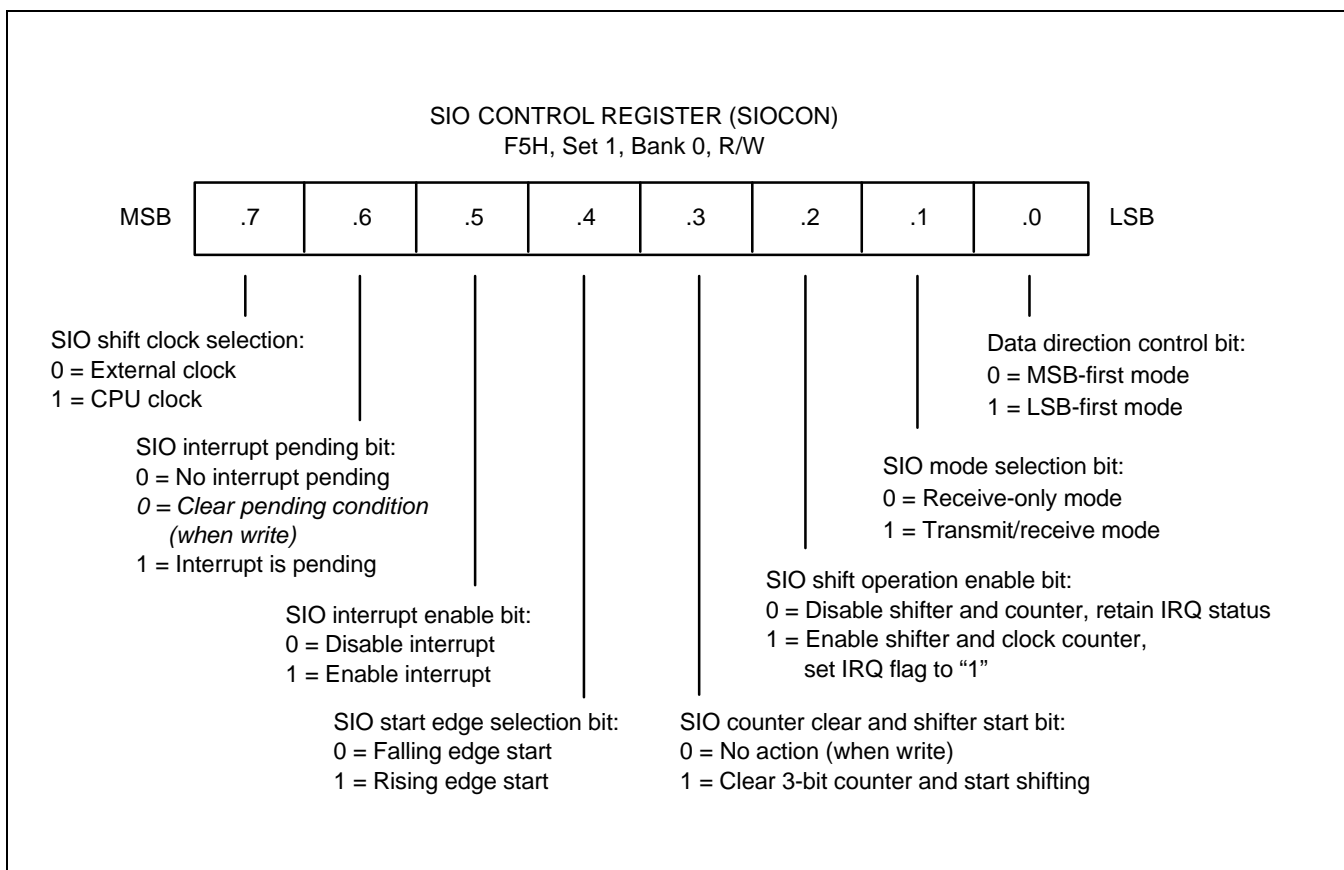 SIO CONTROL REGISTER (SIOCON)
F5H, Set 1, Bank 0, R/W
MSB .7 .6 .5 .4 .3 .2 .1 .0 LSB
SIO shift clock selection:
0 = External clock
1 = CPU clock
SIO interrupt pending bit:
0 = No interrupt pending
0 = Clear pending condition
(when write)
1 = Interrupt is pending
SIO interrupt enable bit:
0 = Disable interrupt
1 = Enable interrupt
SIO start edge selection bit:
0 = Falling edge start
1 = Rising edge start
Data direction control bit:
0 = MSB-first mode
1 = LSB-first mode
SIO mode selection bit:
0 = Receive-only mode
1 = Transmit/receive mode
SIO shift operation enable bit:
0 = Disable shifter and counter, retain IRQ status
1 = Enable shifter and clock counter,
set IRQ flag to “1”
SIO counter clear and shifter start bit:
0 = No action (when write)
1 = Clear 3-bit counter and start shifting